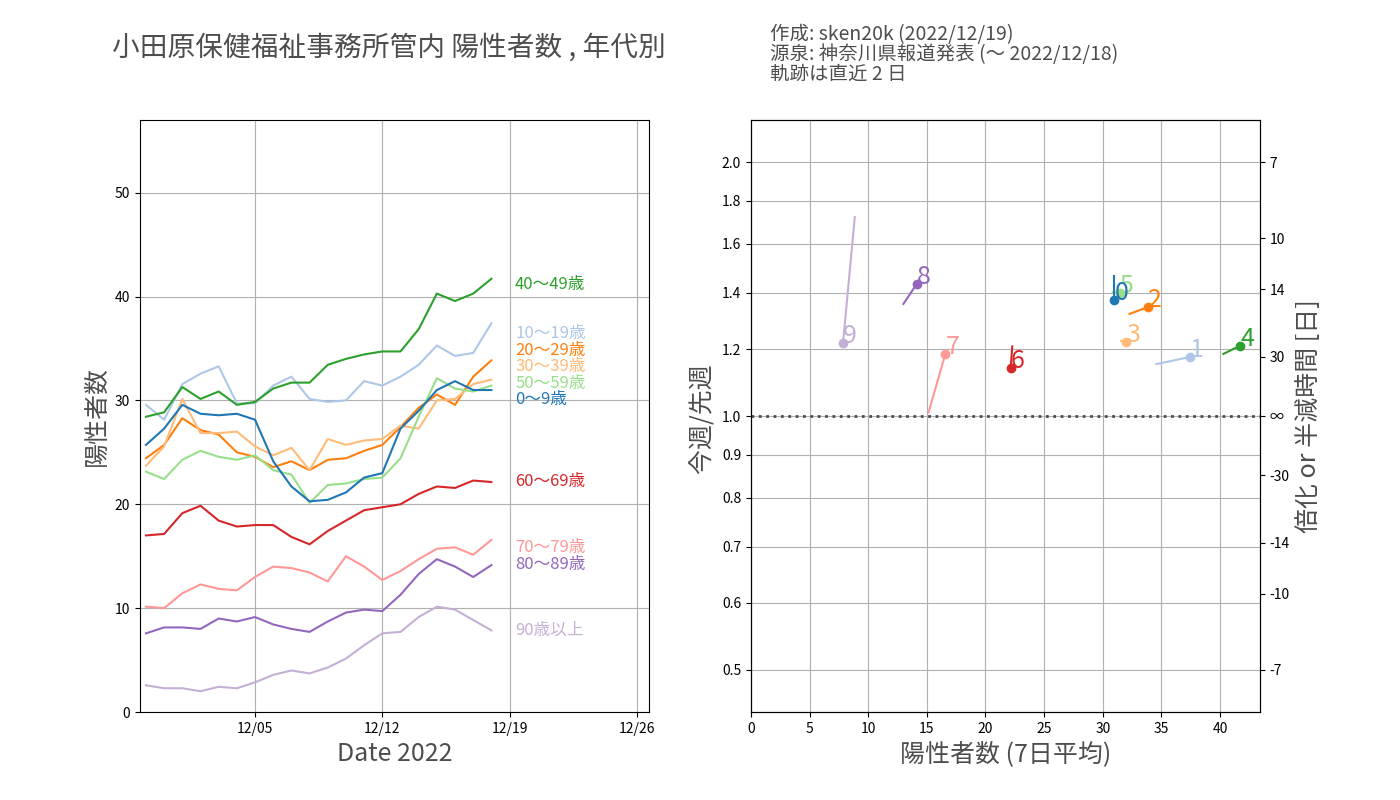 小田原保健福祉事務所管内 陽性者数 , 年代別
作成: sken20k (2022/12/19)
源泉: 神奈川県報道発表 (〜 2022/12/18)
軌跡は直近 2 日
陽性者数
50
40
30
20
10
0
40〜49歳
10〜19歳
20〜29歳
30〜39歳
50〜59歳
0〜9歳
60〜69歳
70〜79歳
80〜89歳
90歳以上
12/05
12/12
12/19
12/26
Date 2022
今週/先週
2.0
1.8
1.6
1.4
1.2
1.0
0.9
0.8
0.7
0.6
0.5
9
8
7
6
0
5
2
3
1
4
7
10
14
30
∞
-30
-14
-10
-7
倍化 or 半減時間 [日]
0
5
10
15
20
25
30
35
40
陽性者数 (7日平均)